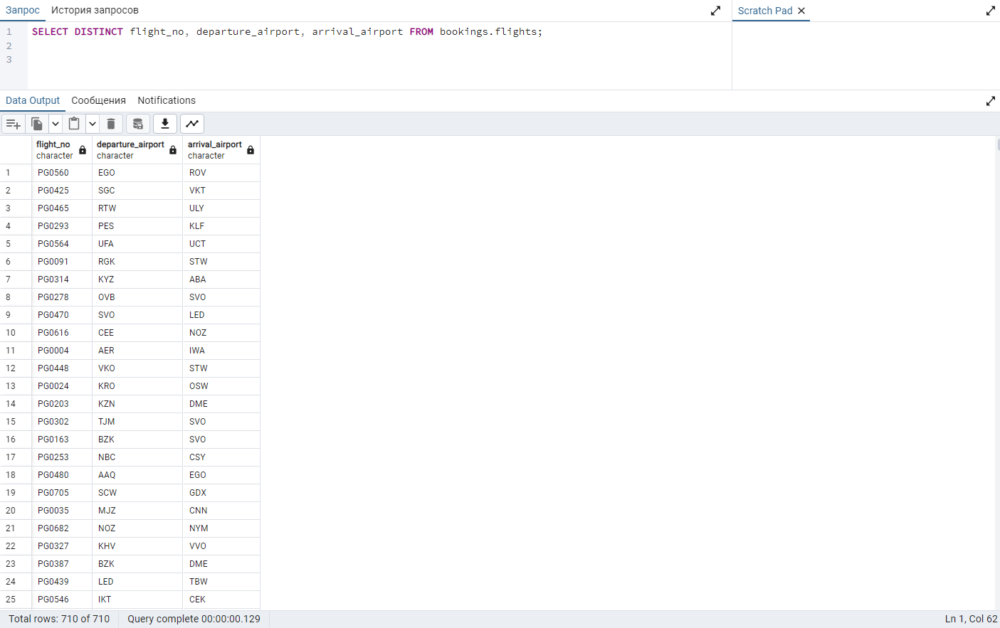 Запрос История запросов
Scratch Pad
1 SELECT DISTINCT flight_no, departure_airport, arrival_airport FROM bookings.flights;
2
3
Data Output Сообщения Notifications
flight_no departure_airport arrival_airport
character character character
1 PG0560 EGO ROV
2 PG0425 SGC VKT
3 PG0465 RTW ULY
4 PG0293 PES KLF
5 PG0564 UFA UCT
6 PG0091 RGK STW
7 PG0314 KYZ ABA
8 PG0278 OVB SVO
9 PG0470 SVO LED
10 PG0616 CEE NOZ
11 PG0004 AER IWA
12 PG0448 VKO STW
13 PG0024 KRO OSW
14 PG0203 KZN DME
15 PG0302 TJM SVO
16 PG0163 BZK SVO
17 PG0253 NBC CSY
18 PG0480 AAQ EGO
19 PG0705 SCW GDX
20 PG0035 MJZ CNN
21 PG0682 NOZ NYM
22 PG0327 KHV VVO
23 PG0387 BZK DME
24 PG0439 LED TBW
25 PG0546 IKT CEK
Total rows: 710 of 710 Query complete 00:00:00.129 Ln 1, Col 62